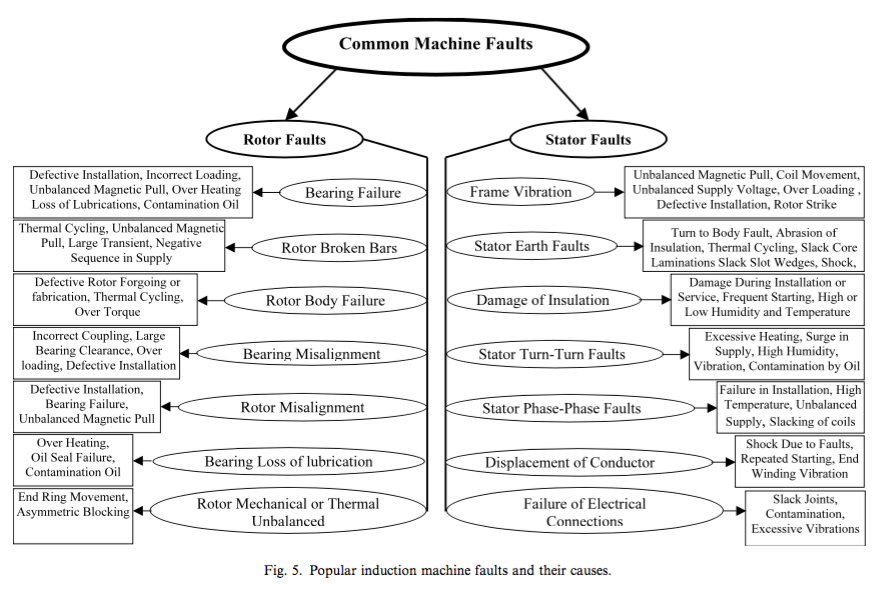 Common Machine Faults
Rotor Faults
Stator Faults
Defective Installation, Incorrect Loading,
Unbalanced Magnetic Pull, Over Heating
Loss of Lubrications, Contamination Oil
Bearing Failure
Thermal Cycling, Unbalanced Magnetic
Pull, Large Transient, Negative
Sequence in Supply
Rotor Broken Bars
Defective Rotor Forgoing or
fabrication, Thermal Cycling,
Over Torque
Rotor Body Failure
Incorrect Coupling, Large
Bearing Clearance, Over
loading, Defective Installation
Bearing Misalignment
Defective Installation,
Bearing Failure,
Unbalanced Magnetic Pull
Rotor Misalignment
Over Heating,
Oil Seal Failure,
Contamination Oil
Bearing Loss of lubrication
End Ring Movement,
Asymmetric Blocking
Rotor Mechanical or Thermal
Unbalanced
Frame Vibration
Unbalanced Magnetic Pull, Coil Movement,
Unbalanced Supply Voltage, Over Loading ,
Defective Installation, Rotor Strike
Stator Earth Faults
Turn to Body Fault, Abrasion of
Insulation, Thermal Cycling, Slack Core
Laminations Slack Slot Wedges, Shock,
Damage of Insulation
Damage During Installation or
Service, Frequent Starting, High or
Low Humidity and Temperature
Stator Turn-Turn Faults
Excessive Heating, Surge in
Supply, High Humidity,
Vibration, Contamination by Oil
Stator Phase-Phase Faults
Failure in Installation, High
Temperature, Unbalanced
Supply, Slacking of coils
Displacement of Conductor
Shock Due to Faults,
Repeated Starting, End
Winding Vibration
Failure of Electrical
Connections
Slack Joints,
Contamination,
Excessive Vibrations
Fig. 5. Popular induction machine faults and their causes.